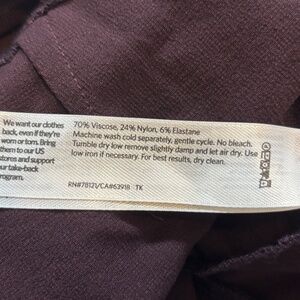 We want our clothes
back, even if they're
worn or torn. Bring
them to our US
stores and support
our take-back
program.
70% Viscose, 24% Nylon, 6% Elastane
Machine wash cold separately, gentle cycle. No bleach.
Tumble dry low remove slightly damp and let air dry. Use
low iron if necessary. For best results, dry clean.
RN#78121/CA#63918 TK